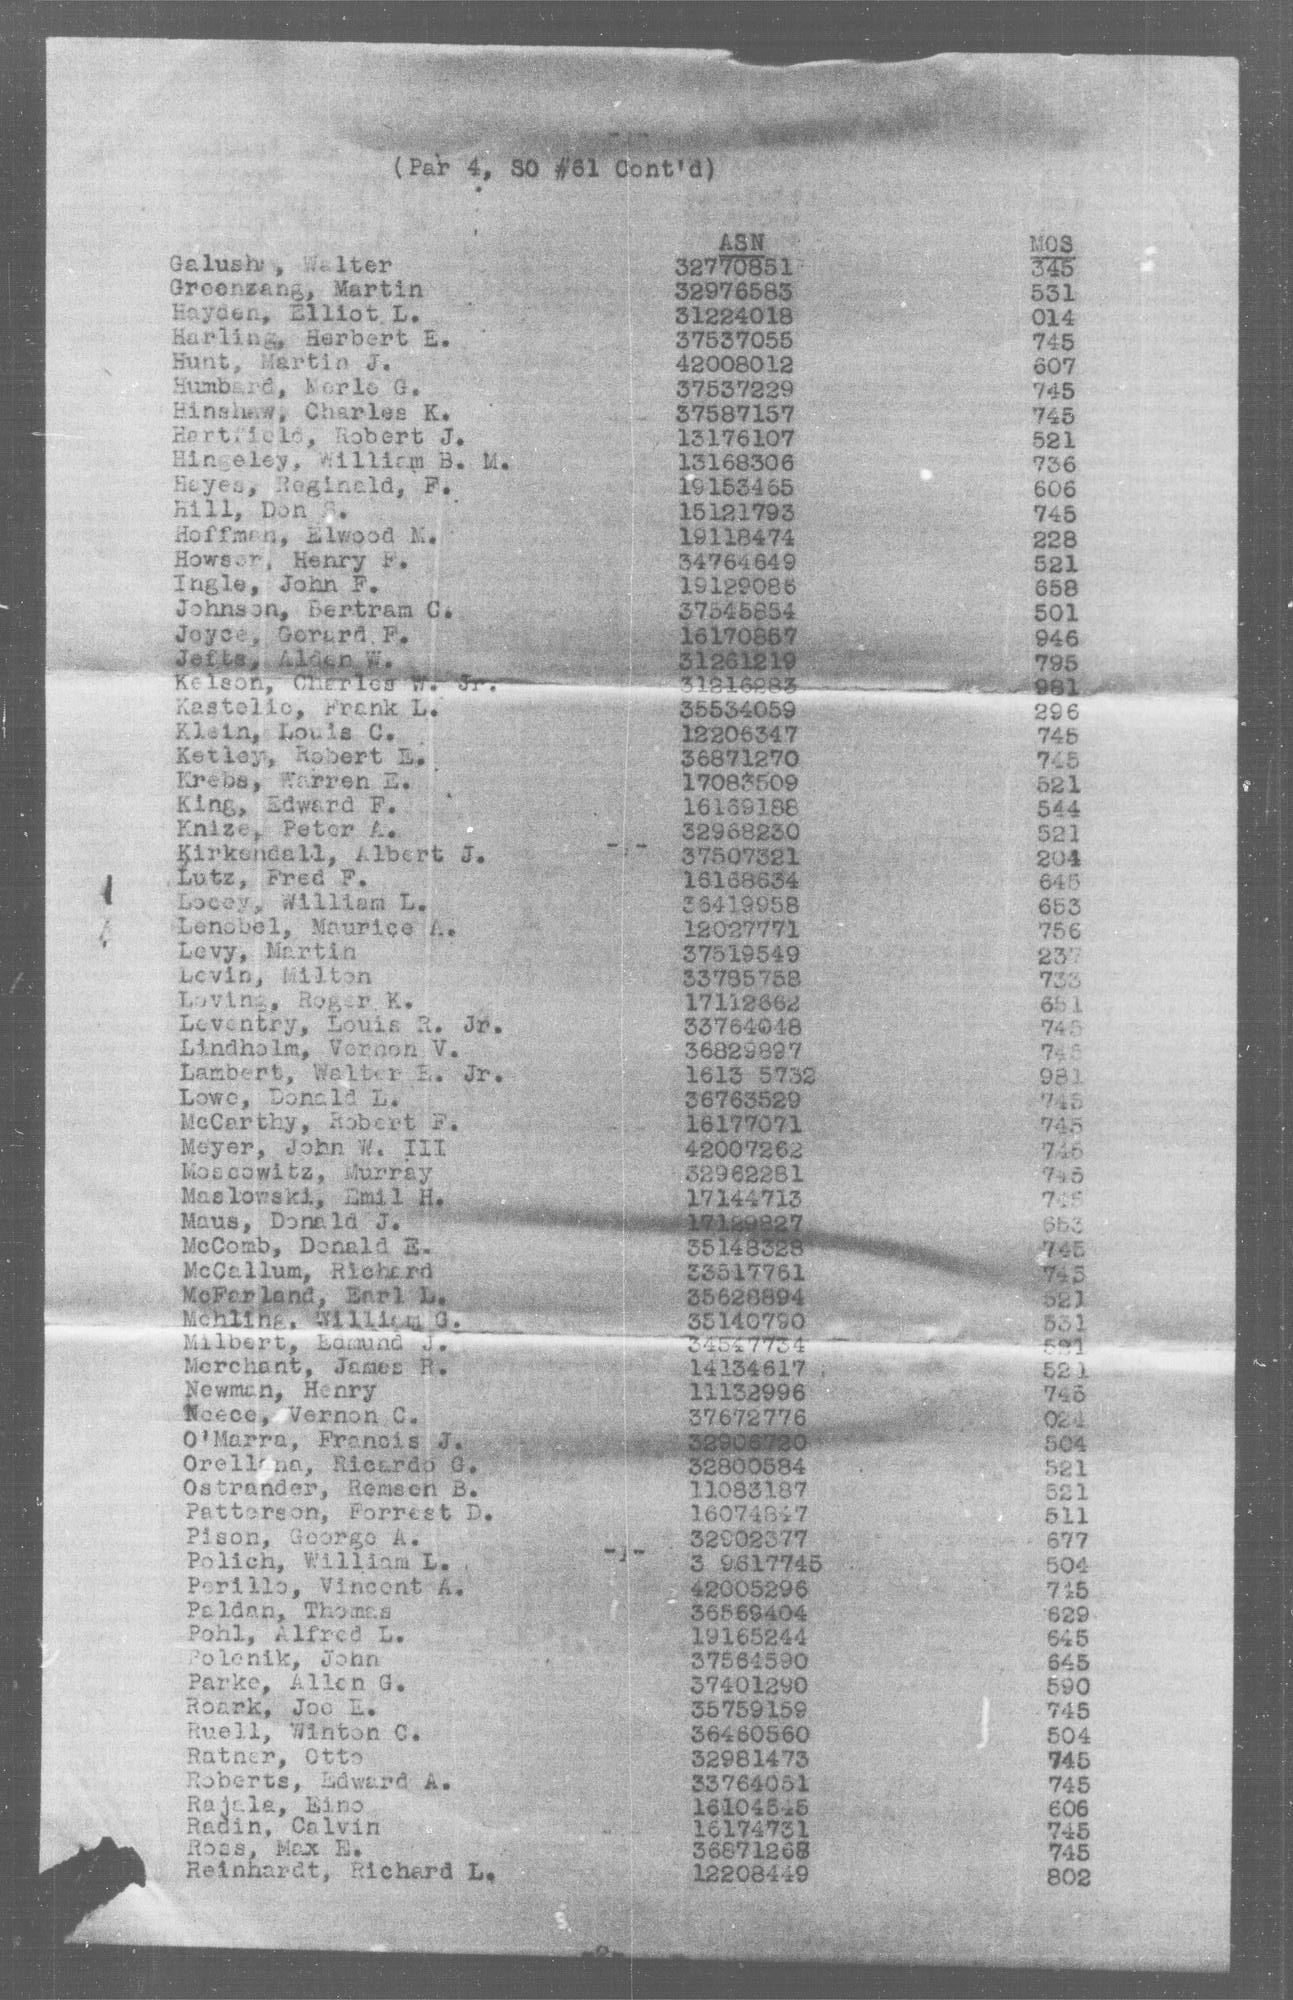 (Par 4, SO #61 Cont'd)
ASN MOS
Galusha, Walter 32770851 345
Greenzang, Martin 32976583 531
Hayden, Elliot L. 31224018 014
Harling, Herbert E. 37537055 745
Hunt, Martin J. 42008012 607
Humbard, Merle G. 37537229 745
Hinshaw, Charles K. 37587157 745
Hartfield, Robert J. 13176107 521
Hingeley, William B. M. 13168306 736
Hayes, Reginald, F. 19153465 606
Hill, Don S. 15121793 745
Hoffman, Elwood M. 19118474 228
Howser, Henry F. 34764649 521
Ingle, John F. 19129086 658
Johnson, Bertram C. 37545854 501
Joyce, Gerard F. 16170867 946
Jefts, Alden W. 31261219 795
Kelson, Charles W. Jr. 31216283 981
Kastelic, Frank L. 35534059 296
Klein, Louis C. 12206347 745
Ketley, Robert E. 36871270 745
Krebs, Warren E. 17083509 521
King, Edward F. 16169188 544
Knize, Peter A. 32968230 521
Kirkendall, Albert J. 37507321 204
Lutz, Fred F. 16168634 645
Locey, William L. 36419958 653
Lenobel, Maurice A. 12027771 756
Levy, Martin 37519549 237
Levin, Milton 33785758 733
Loving, Roger K. 17112662 651
Leventry, Louis R. Jr. 33764048 745
Lindholm, Vernon V. 36829897 745
Lambert, Walter E. Jr. 1613 5732 981
Lowe, Donald L. 36763529 745
McCarthy, Robert F. 16177071 745
Meyer, John W. III 42007262 745
Moscowitz, Murray 32962281 745
Maslowski, Emil H. 17144713 745
Maus, Donald J. 17129827 653
McComb, Donald E. 35148328 745
McCallum, Richard 33517761 745
McFarland, Earl L. 35628894 521
Mehling, William G. 35140790 531
Milbert, Edmund J. 34547734 521
Merchant, James R. 14134617 521
Newman, Henry 11132996 745
Neece, Vernon C. 37672776 024
O'Marra, Francis J. 32906720 504
Orellana, Ricardo G. 32800584 521
Ostrander, Remsen B. 11083187 521
Patterson, Forrest D. 16074847 511
Pison, George A. 32902377 677
Polich, William L. 3 9617745 504
Perillo, Vincent A. 42005296 745
Paldan, Thomas 36569404 629
Pohl, Alfred L. 19165244 645
Polenik, John 37564590 645
Parke, Allen G. 37401290 590
Roark, Joe E. 35759159 745
Ruell, Winton C. 36460560 504
Ratner, Otto 32981473 745
Roberts, Edward A. 33764051 745
Rajala, Eino 16104545 606
Radin, Calvin 16174731 745
Ross, Max E. 36871268 745
Reinhardt, Richard L. 12208449 802
-2-